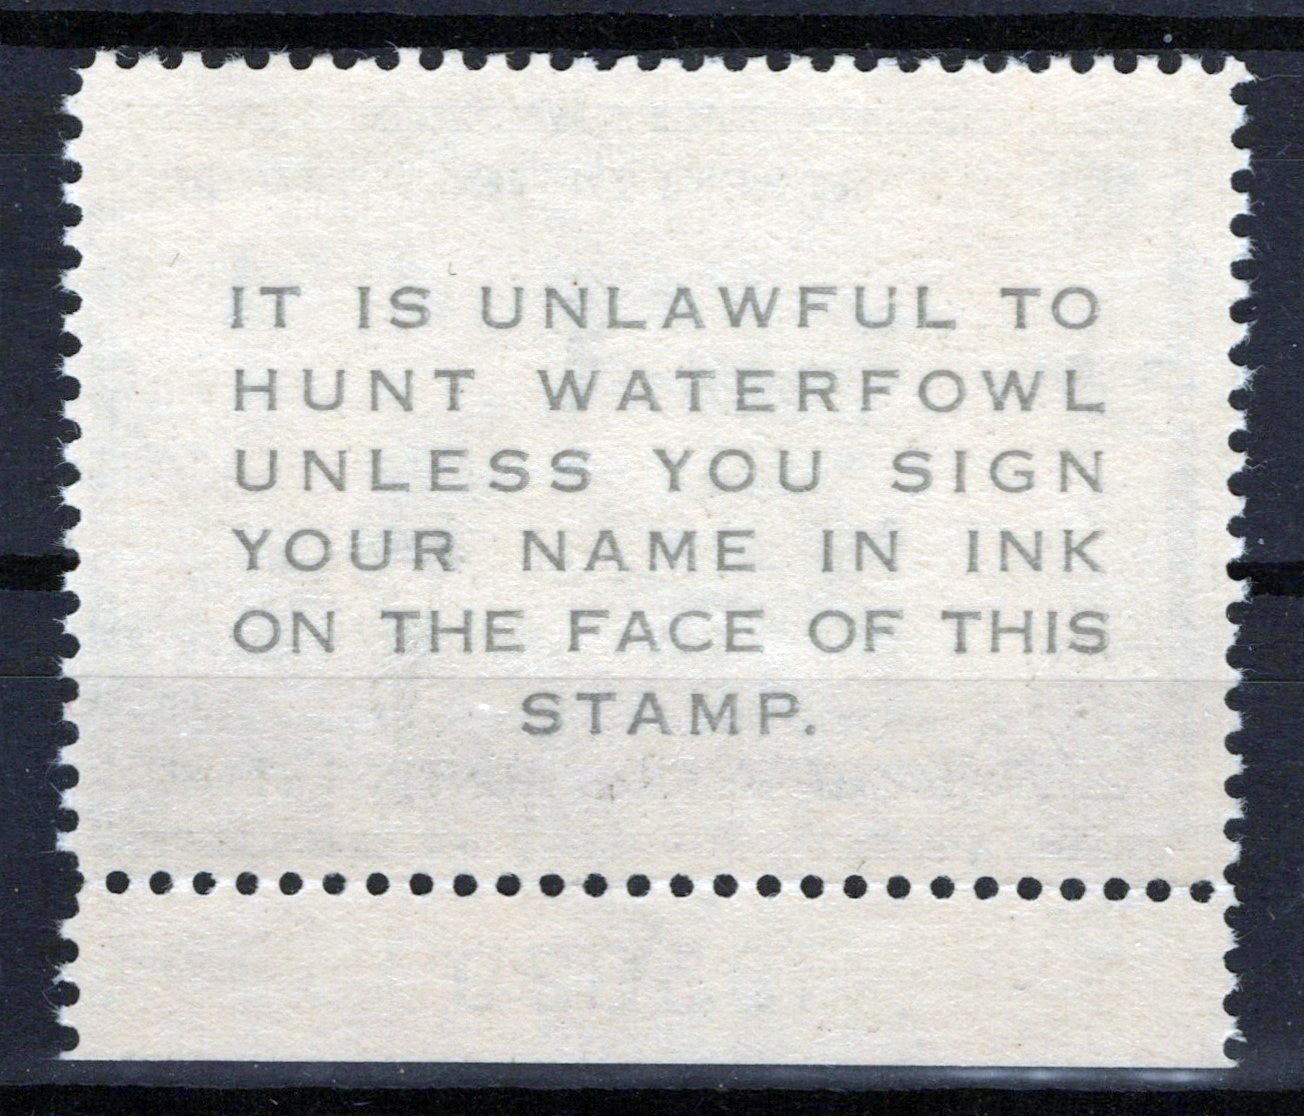 IT IS UNLAWFUL TO
HUNT WATERFOWL
UNLESS YOU SIGN
YOUR NAME IN INK
ON THE FACE OF THIS
STAMP.